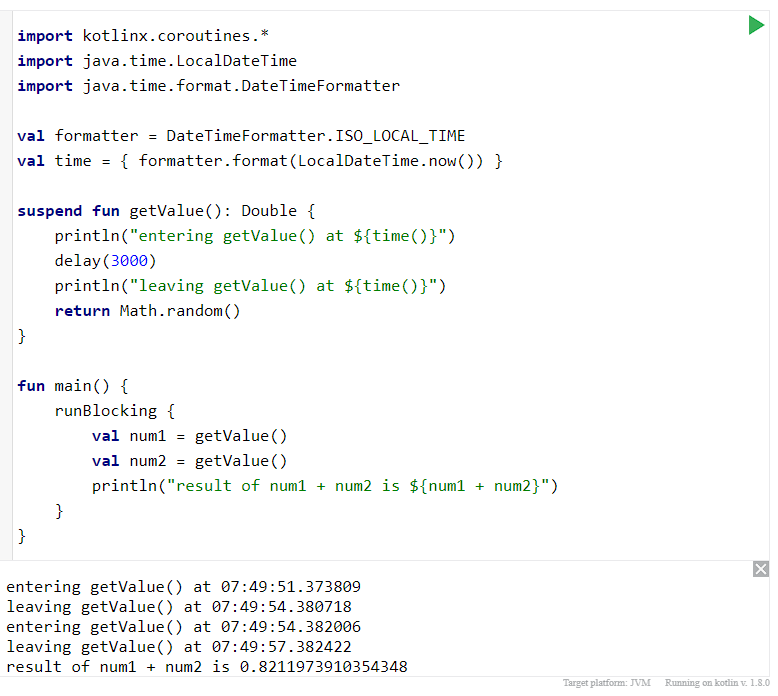 import kotlinx.coroutines.*
import java.time.LocalDateTime
import java.time.format.DateTimeFormatter
val formatter = DateTimeFormatter.ISO_LOCAL_TIME
val time = { formatter.format(LocalDateTime.now()) }
suspend fun getValue(): Double {
    println("entering getValue() at ${time()}")
    delay(3000)
    println("leaving getValue() at ${time()}")
    return Math.random()
}
fun main() {
    runBlocking {
        val num1 = getValue()
        val num2 = getValue()
        println("result of num1 + num2 is ${num1 + num2}")
    }
}
entering getValue() at 07:49:51.373809
leaving getValue() at 07:49:54.380718
entering getValue() at 07:49:54.382006
leaving getValue() at 07:49:57.382422
result of num1 + num2 is 0.8211973910354348
Target platform: JVM Running on kotlin v. 1.8.0